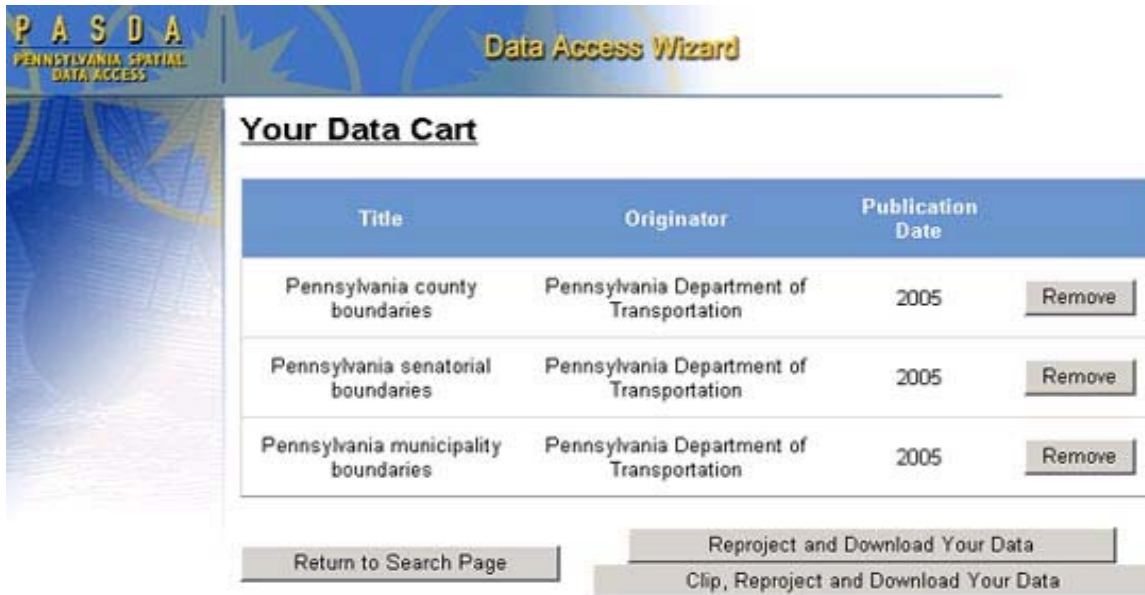 PASDA
PENNSYLVANIA SPATIAL
DATA ACCESS
Data Access Wizard
Your Data Cart
Title
Originator
Publication
Date
Pennsylvania county
boundaries
Pennsylvania Department of
Transportation
2005
Remove
Pennsylvania senatorial
boundaries
Pennsylvania Department of
Transportation
2005
Remove
Pennsylvania municipality
boundaries
Pennsylvania Department of
Transportation
2005
Remove
Return to Search Page
Reproject and Download Your Data
Clip, Reproject and Download Your Data